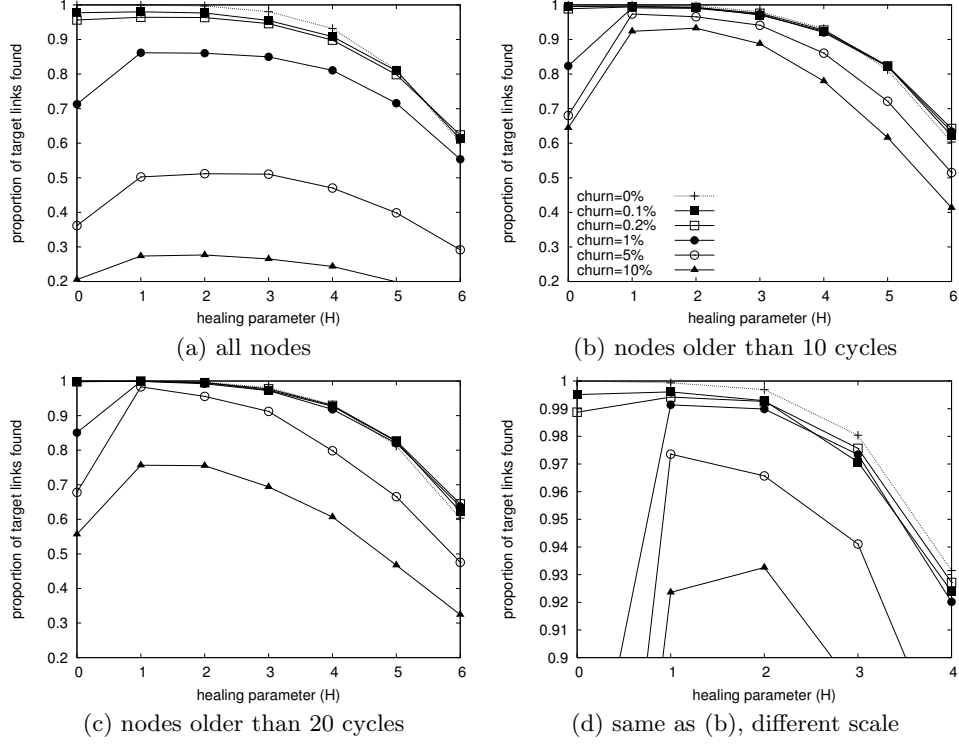 proportion of target links found
1
0.9
0.8
0.7
0.6
0.5
0.4
0.3
0.2
0 1 2 3 4 5 6
healing parameter (H)
(a) all nodes
proportion of target links found
1
0.9
0.8
0.7
0.6
0.5
0.4
0.3
0.2
churn=0%
churn=0.1%
churn=0.2%
churn=1%
churn=5%
churn=10%
0 1 2 3 4 5 6
healing parameter (H)
(b) nodes older than 10 cycles
proportion of target links found
1
0.9
0.8
0.7
0.6
0.5
0.4
0.3
0.2
0 1 2 3 4 5 6
healing parameter (H)
(c) nodes older than 20 cycles
proportion of target links found
1
0.99
0.98
0.97
0.96
0.95
0.94
0.93
0.92
0.91
0.9
0 1 2 3 4
healing parameter (H)
(d) same as (b), different scale